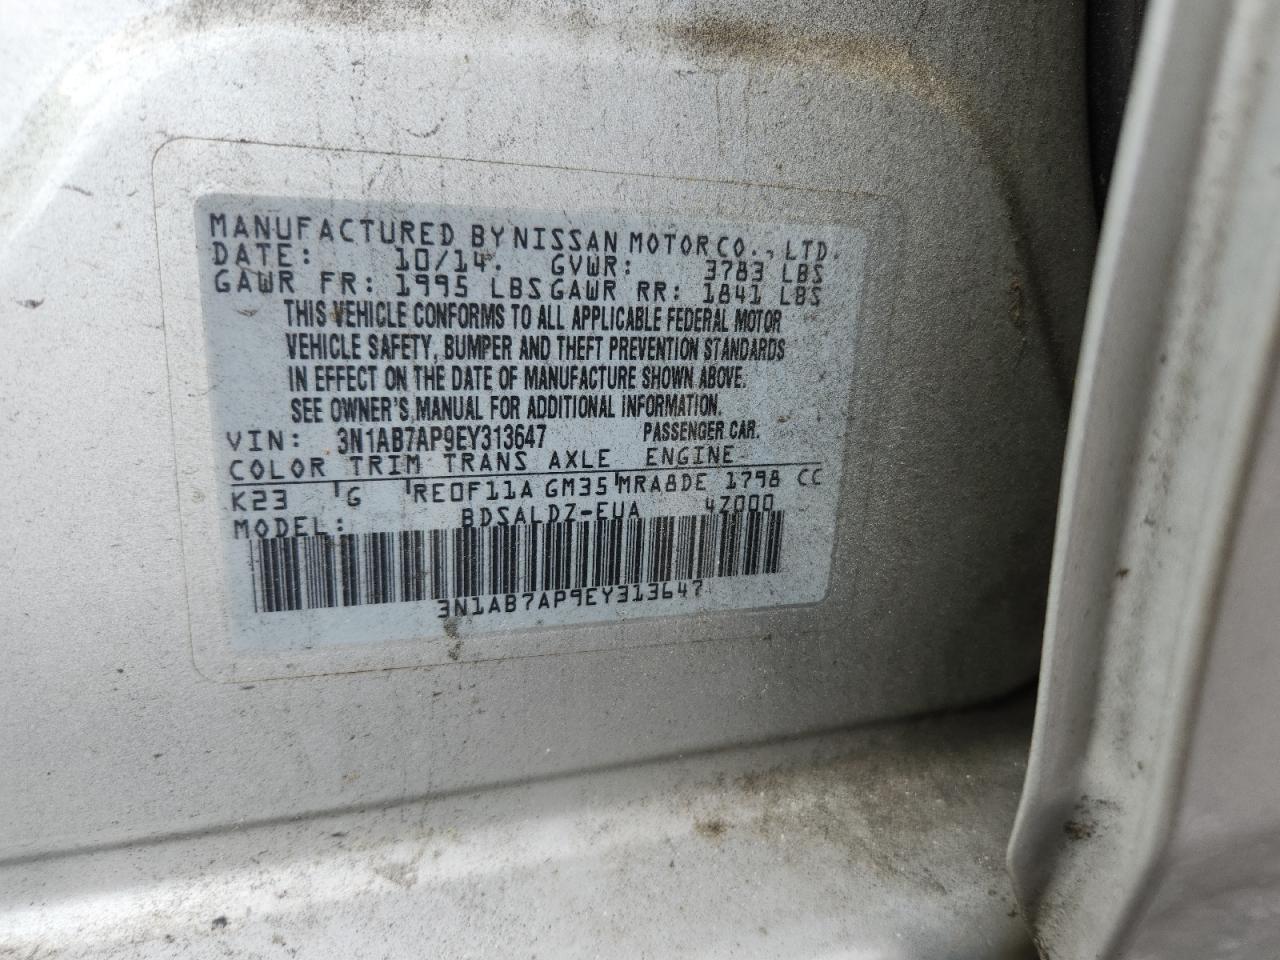 MANUFACTURED BY NISSAN MOTOR CO., LTD.
DATE: 10/14. GVWR: 3783 LBS
GAWR FR: 1995 LBS GAWR RR: 1841 LBS
THIS VEHICLE CONFORMS TO ALL APPLICABLE FEDERAL MOTOR
VEHICLE SAFETY, BUMPER AND THEFT PREVENTION STANDARDS
IN EFFECT ON THE DATE OF MANUFACTURE SHOWN ABOVE.
SEE OWNER'S MANUAL FOR ADDITIONAL INFORMATION.
VIN: 3N1AB7AP9EY313647 PASSENGER CAR.
COLOR TRIM TRANS AXLE ENGINE
K23 G RE0F11A GM35 MRA8DE 1798 CC
MODEL: BDSALDZ-EUA 4Z000
3N1AB7AP9EY313647